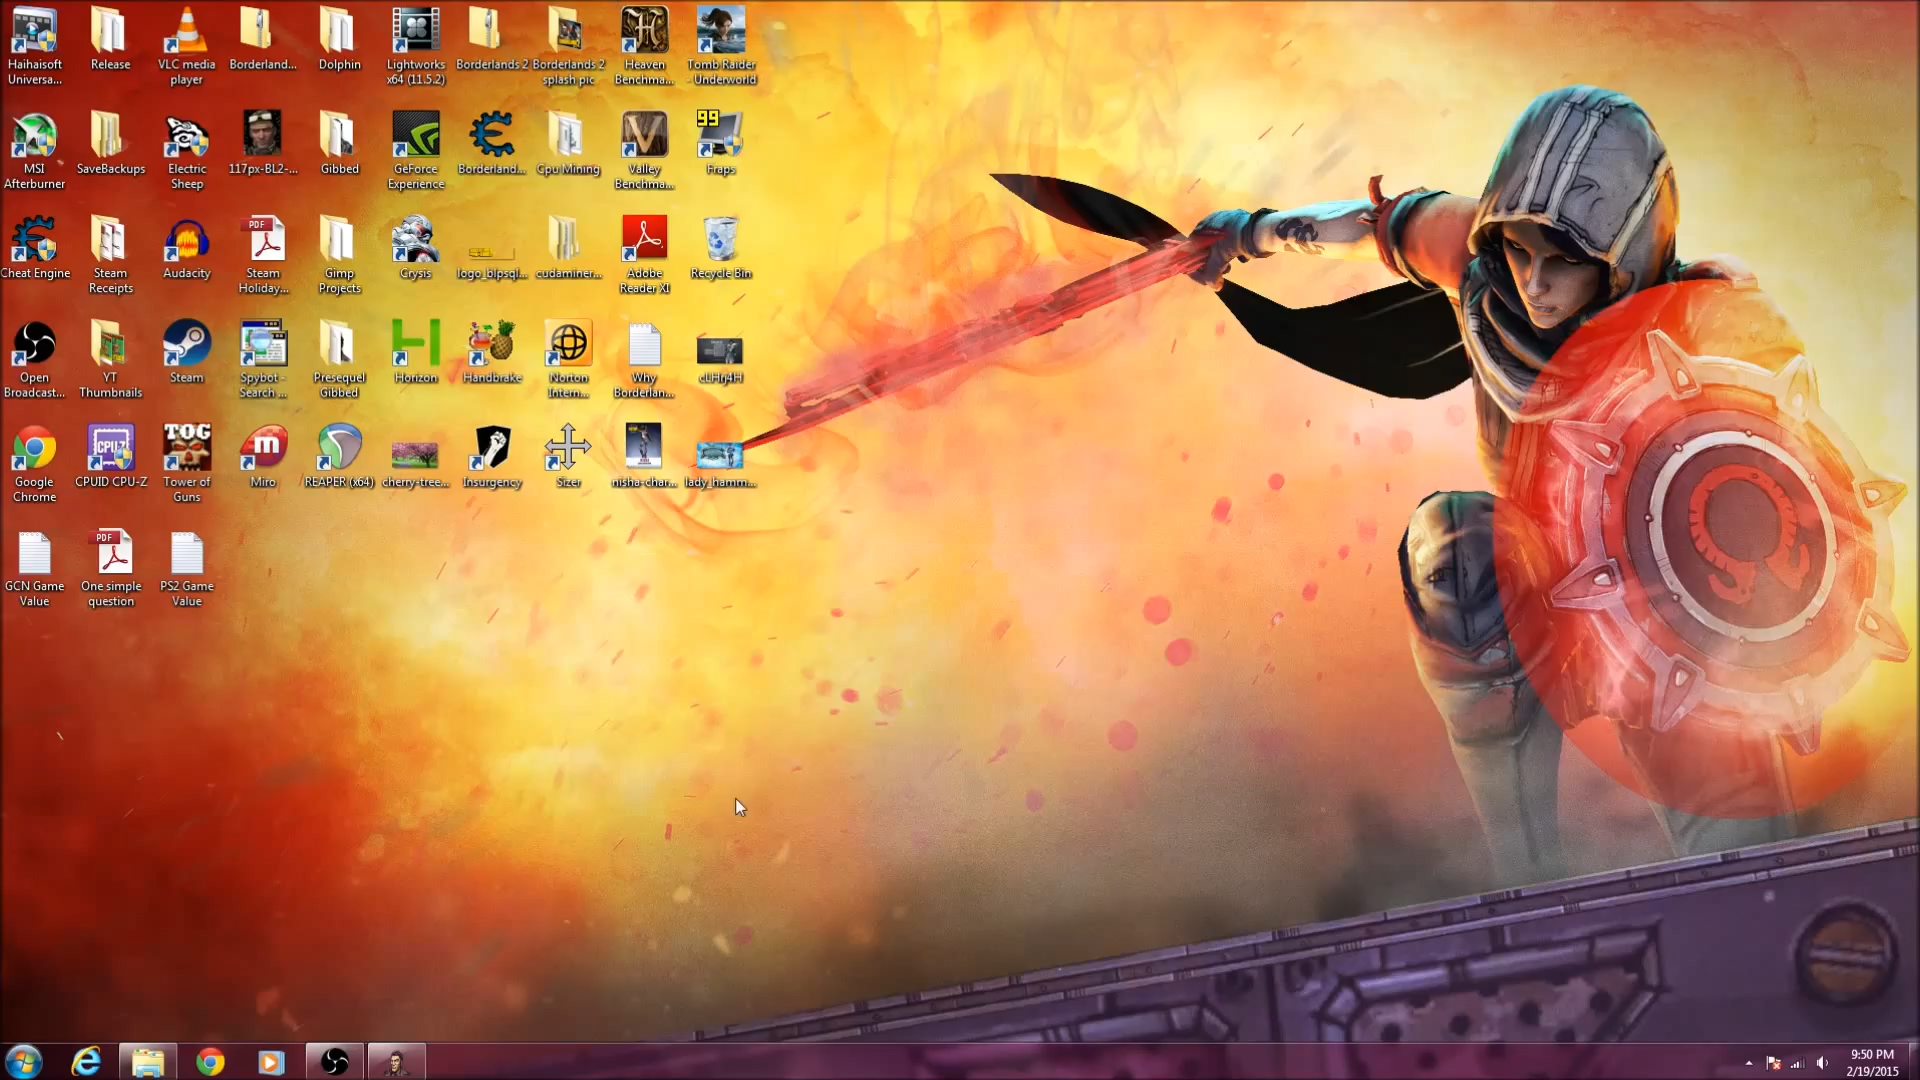 Haihaisoft
Universa...
Release
VLC media
player
Borderland...
Dolphin
Lightworks
x64 (11.5.2)
Borderlands 2
Borderlands 2
splash pic
Heaven
Benchma...
Tomb Raider
- Underworld
MSI
Afterburner
SaveBackups
Electric
Sheep
117px-BL2-...
Gibbed
GeForce
Experience
Borderland...
Cpu Mining
Valley
Benchma...
99
Fraps
Cheat Engine
Steam
Receipts
Audacity
PDF
Steam
Holiday...
Gimp
Projects
Crysis
logo_blpsql...
cudaminer...
Adobe
Reader XI
Recycle Bin
Open
Broadcast...
YT
Thumbnails
Steam
Spybot -
Search ...
Presequel
Gibbed
Horizon
Handbrake
Norton
Intern...
Why
Borderlan...
Google
Chrome
CPU-Z
CPUID CPU-Z
TOG
Tower of
Guns
m
Miro
REAPER (x64)
cherry-tree...
Insurgency
Sizer
nisha-char...
lady_hamm...
GCN Game
Value
PDF
One simple
question
PS2 Game
Value
9:50 PM
2/19/2015